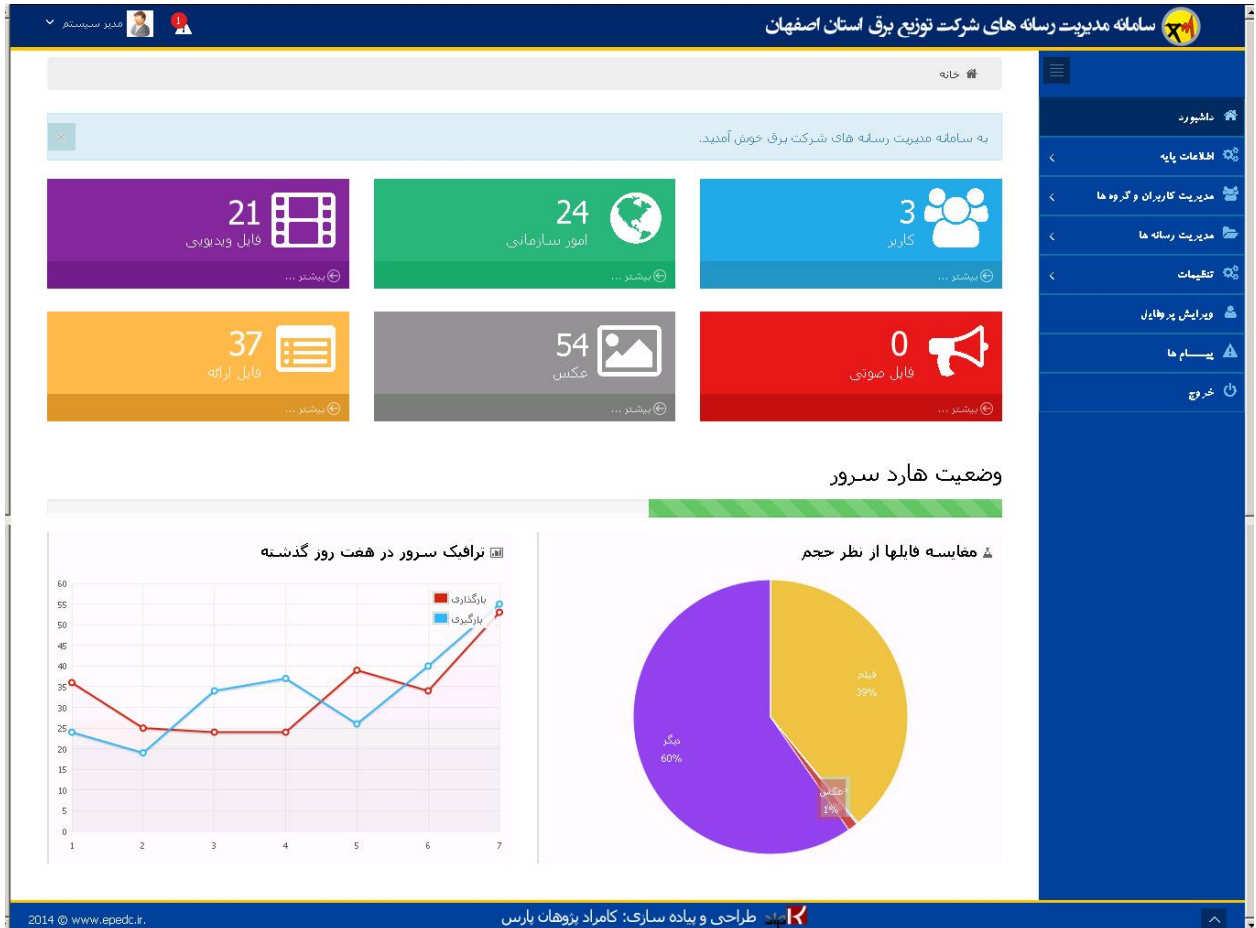 سامانه مدیریت رسانه های شرکت توزیع برق استان اصفهان
1
مدیر سیستم
خانه
داشبورد
اطلاعات پایه
مدیریت کاربران و گروه ها
مدیریت رسانه ها
تنظیمات
ویرایش پروفایل
پیـــــام ها
خروج
به سامانه مدیریت رسانه های شرکت برق خوش آمدید.
3
کاربر
بیشتر ...
24
امور سازمانی
بیشتر ...
21
فایل ویدیویی
بیشتر ...
0
فایل صوتی
بیشتر ...
54
عکس
بیشتر ...
37
فایل ارائه
بیشتر ...
وضعیت هارد سرور
مقایسه فایلها از نظر حجم
فیلم
39%
دیگر
60%
عکس
1%
ترافیک سرور در هفت روز گذشته
بارگذاری
بارگیری
60
55
50
45
40
35
30
25
20
15
10
5
0
1 2 3 4 5 6 7
طراحی و پیاده سازی: کامراد پژوهان پارس
2014 © www.epedc.ir.